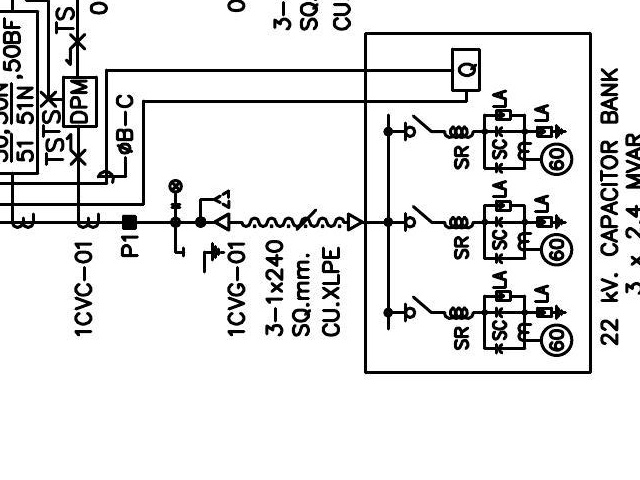 50, 50N
51 51N ,50BF
TS
DPM
TS
TS
øB-C
1CVC-01
P1
1CVG-01
3-1x240
SQ.mm.
CU.XLPE
0
0
3-
SQ
CU
Q
LA
LA
SR
SC
60
LA
LA
SR
SC
60
LA
LA
SR
SC
60
22 kV. CAPACITOR BANK
3 x 2.4 MVAR